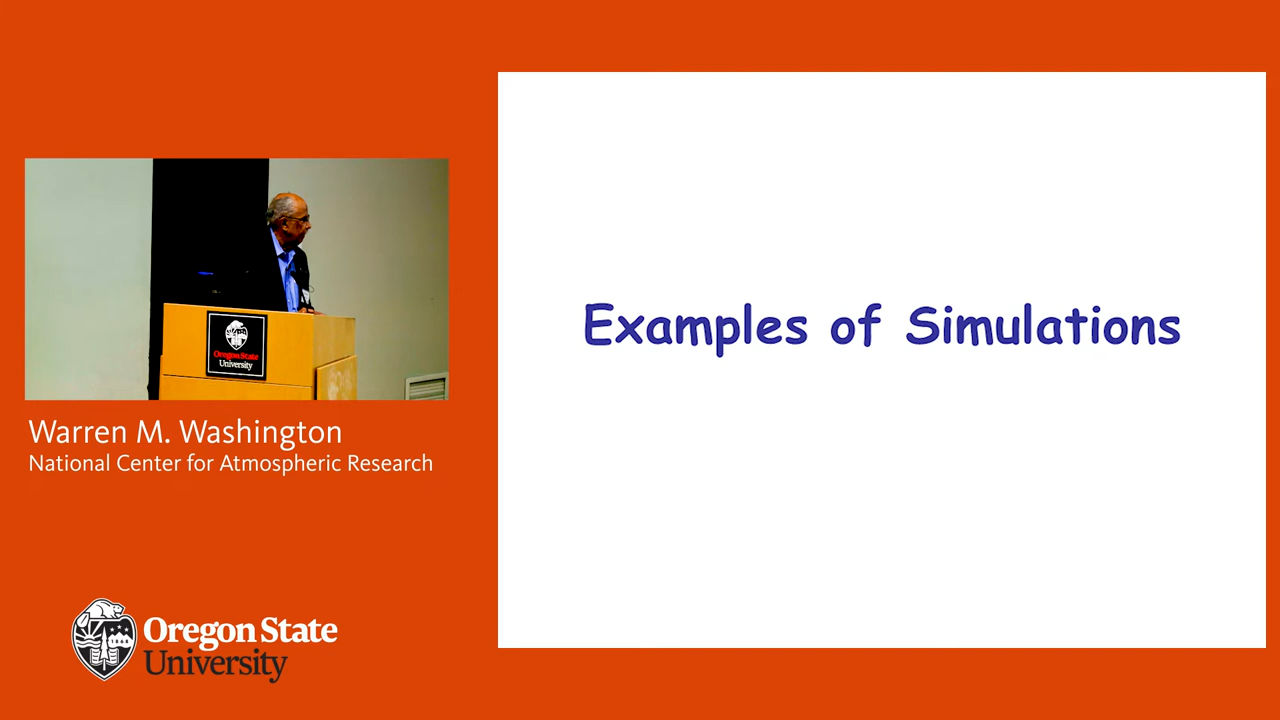 Examples of Simulations
Oregon State
University
Warren M. Washington
National Center for Atmospheric Research
Oregon State
University